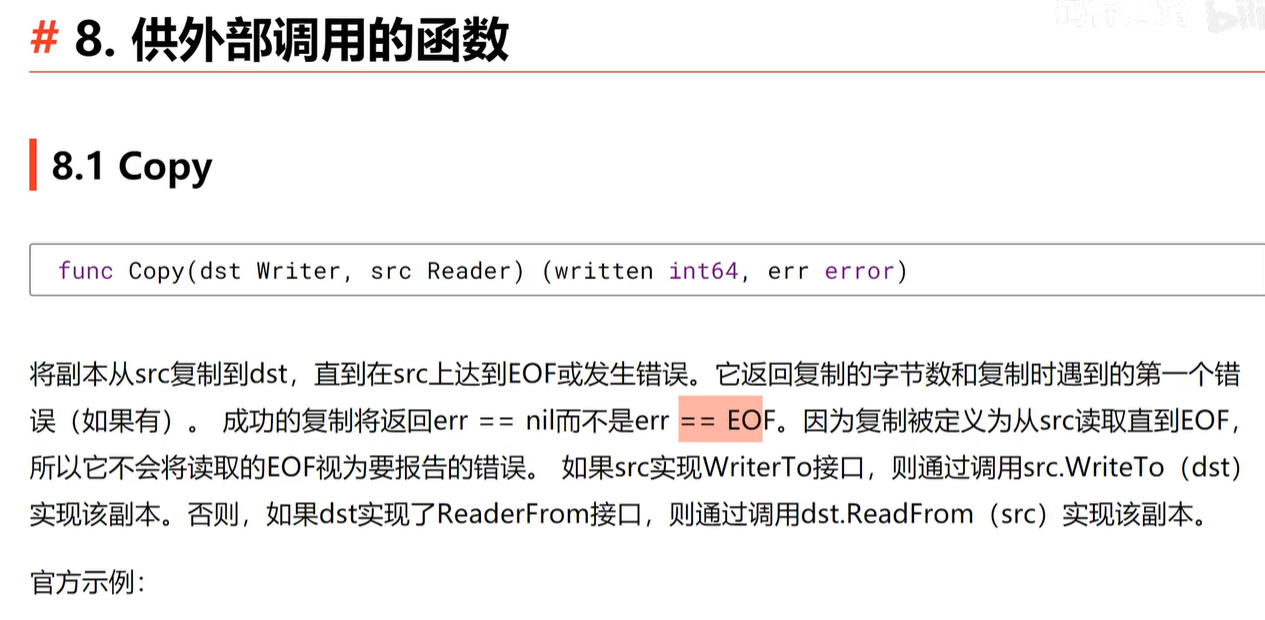 # 8. 供外部调用的函数
8.1 Copy
func Copy(dst Writer, src Reader) (written int64, err error)
将副本从src复制到dst，直到在src上达到EOF或发生错误。它返回复制的字节数和复制时遇到的第一个错
误（如果有）。 成功的复制将返回err == nil而不是err == EOF。因为复制被定义为从src读取直到EOF，
所以它不会将读取的EOF视为要报告的错误。 如果src实现WriterTo接口，则通过调用src.WriteTo（dst）
实现该副本。否则，如果dst实现了ReaderFrom接口，则通过调用dst.ReadFrom（src）实现该副本。
官方示例：